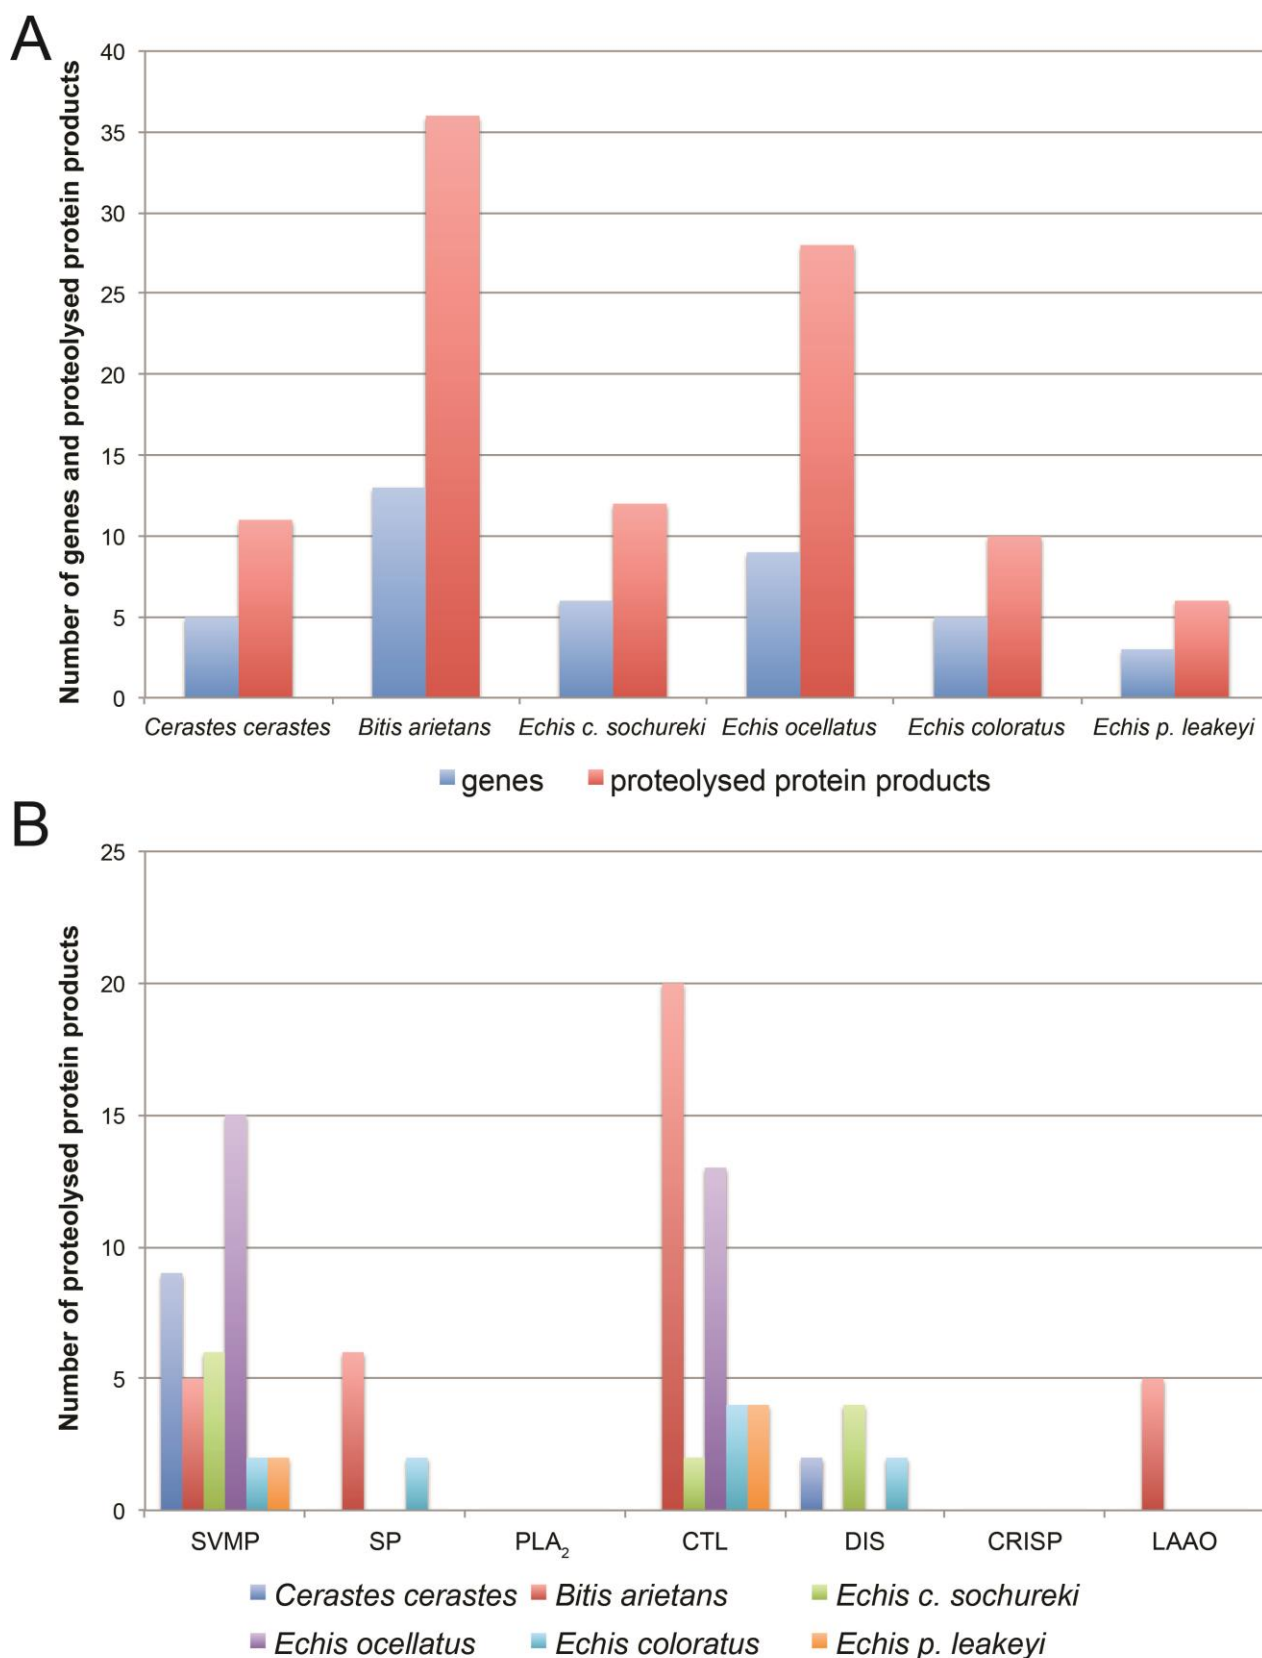 A
Number of genes and proteolysed protein products
40
35
30
25
20
15
10
5
0
Cerastes cerastes Bitis arietans Echis c. sochureki Echis ocellatus Echis coloratus Echis p. leakeyi
genes proteolysed protein products
B
Number of proteolysed protein products
25
20
15
10
5
0
SVMP SP PLA₂ CTL DIS CRISP LAAO
Cerastes cerastes Bitis arietans Echis c. sochureki
Echis ocellatus Echis coloratus Echis p. leakeyi